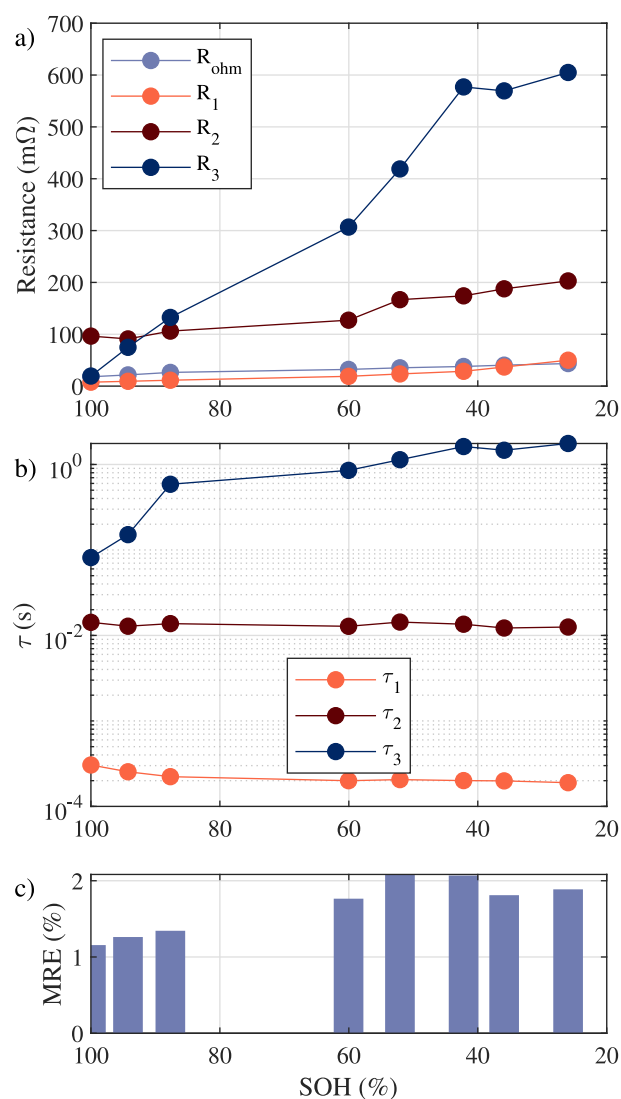 a)
700
600
500
400
300
200
100
0
Resistance (mΩ)
R_ohm
R_1
R_2
R_3
100 80 60 40 20
b)
10^0
10^-2
10^-4
τ (s)
τ_1
τ_2
τ_3
100 80 60 40 20
c)
2
1
0
MRE (%)
100 80 60 40 20
SOH (%)